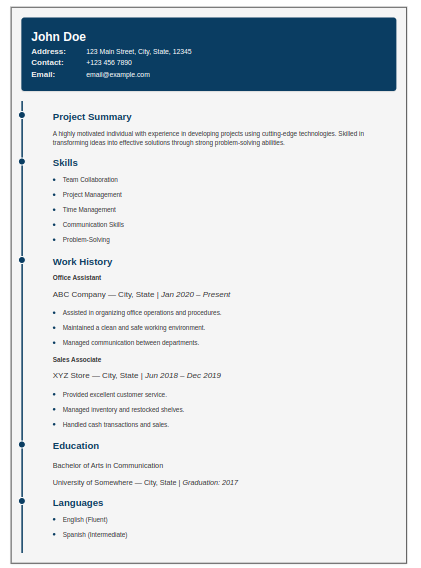 John Doe
Address: 123 Main Street, City, State, 12345
Contact: +123 456 7890
Email: email@example.com
Project Summary
A highly motivated individual with experience in developing projects using cutting-edge technologies. Skilled in
transforming ideas into effective solutions through strong problem-solving abilities.
Skills
• Team Collaboration
• Project Management
• Time Management
• Communication Skills
• Problem-Solving
Work History
Office Assistant
ABC Company — City, State | Jan 2020 – Present
• Assisted in organizing office operations and procedures.
• Maintained a clean and safe working environment.
• Managed communication between departments.
Sales Associate
XYZ Store — City, State | Jun 2018 – Dec 2019
• Provided excellent customer service.
• Managed inventory and restocked shelves.
• Handled cash transactions and sales.
Education
Bachelor of Arts in Communication
University of Somewhere — City, State | Graduation: 2017
Languages
• English (Fluent)
• Spanish (Intermediate)